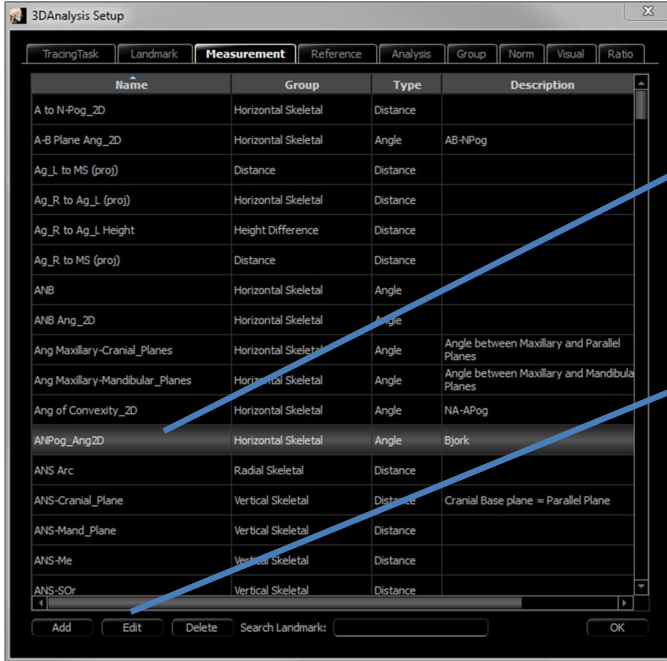 3DAnalysis Setup
TracingTask Landmark Measurement Reference Analysis Group Norm Visual Ratio
Name Group Type Description
A to N-Pog_2D Horizontal Skeletal Distance
A-B Plane Ang_2D Horizontal Skeletal Angle AB-NPog
Ag_L to MS (proj) Distance Distance
Ag_R to Ag_L (proj) Horizontal Skeletal Distance
Ag_R to Ag_L Height Height Difference Distance
Ag_R to MS (proj) Distance Distance
ANB Horizontal Skeletal Angle
ANB Ang_2D Horizontal Skeletal Angle
Ang Maxillary-Cranial_Planes Horizontal Skeletal Angle Angle between Maxillary and Parallel
Planes
Ang Maxillary-Mandibular_Planes Horizontal Skeletal Angle Angle between Maxillary and Mandibula
Planes
Ang of Convexity_2D Horizontal Skeletal Angle NA-APog
ANPog_Ang2D Horizontal Skeletal Angle Bjork
ANS Arc Radial Skeletal Distance
ANS-Cranial_Plane Vertical Skeletal Distance Cranial Base plane = Parallel Plane
ANS-Mand_Plane Vertical Skeletal Distance
ANS-Me Vertical Skeletal Distance
ANS-SOr Vertical Skeletal Distance
Add Edit Delete Search Landmark: OK